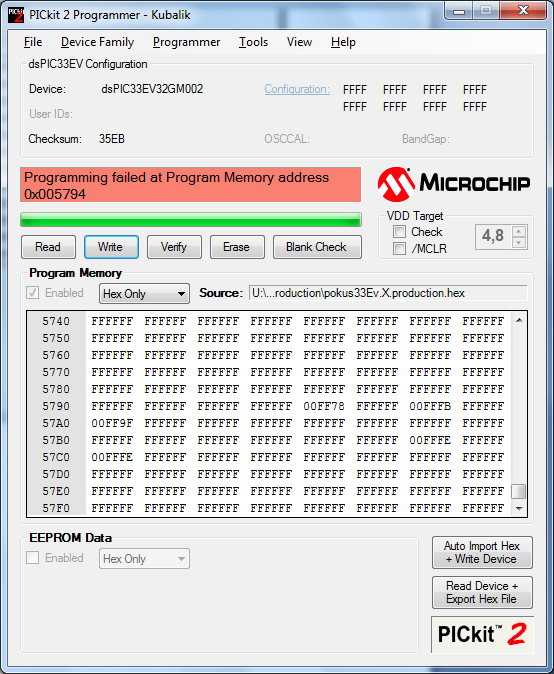 PICkit 2 Programmer - Kubalik
File Device Family Programmer Tools View Help
dsPIC33EV Configuration
Device: dsPIC33EV32GM002 Configuration: FFFF FFFF FFFF FFFF
FFFF FFFF FFFF FFFF
User IDs:
Checksum: 35EB OSCCAL: BandGap:
Programming failed at Program Memory address
0x005794
MICROCHIP
VDD Target
Check
/MCLR
4,8
Read Write Verify Erase Blank Check
Program Memory
Enabled Hex Only Source: U:\...roduction\pokus33Ev.X.production.hex
5740 FFFFFF FFFFFF FFFFFF FFFFFF FFFFFF FFFFFF FFFFFF FFFFFF
5750 FFFFFF FFFFFF FFFFFF FFFFFF FFFFFF FFFFFF FFFFFF FFFFFF
5760 FFFFFF FFFFFF FFFFFF FFFFFF FFFFFF FFFFFF FFFFFF FFFFFF
5770 FFFFFF FFFFFF FFFFFF FFFFFF FFFFFF FFFFFF FFFFFF FFFFFF
5780 FFFFFF FFFFFF FFFFFF FFFFFF FFFFFF FFFFFF FFFFFF FFFFFF
5790 FFFFFF FFFFFF FFFFFF FFFFFF 00FF78 FFFFFF 00FFFB FFFFFF
57A0 00FF9F FFFFFF FFFFFF FFFFFF FFFFFF FFFFFF FFFFFF FFFFFF
57B0 FFFFFF FFFFFF FFFFFF FFFFFF FFFFFF FFFFFF 00FFFE FFFFFF
57C0 00FFFE FFFFFF FFFFFF FFFFFF FFFFFF FFFFFF FFFFFF FFFFFF
57D0 FFFFFF FFFFFF FFFFFF FFFFFF FFFFFF FFFFFF FFFFFF FFFFFF
57E0 FFFFFF FFFFFF FFFFFF FFFFFF FFFFFF FFFFFF FFFFFF FFFFFF
57F0 FFFFFF FFFFFF FFFFFF FFFFFF FFFFFF FFFFFF FFFFFF FFFFFF
EEPROM Data
Enabled Hex Only
Auto Import Hex
+ Write Device
Read Device +
Export Hex File
PICkit™ 2